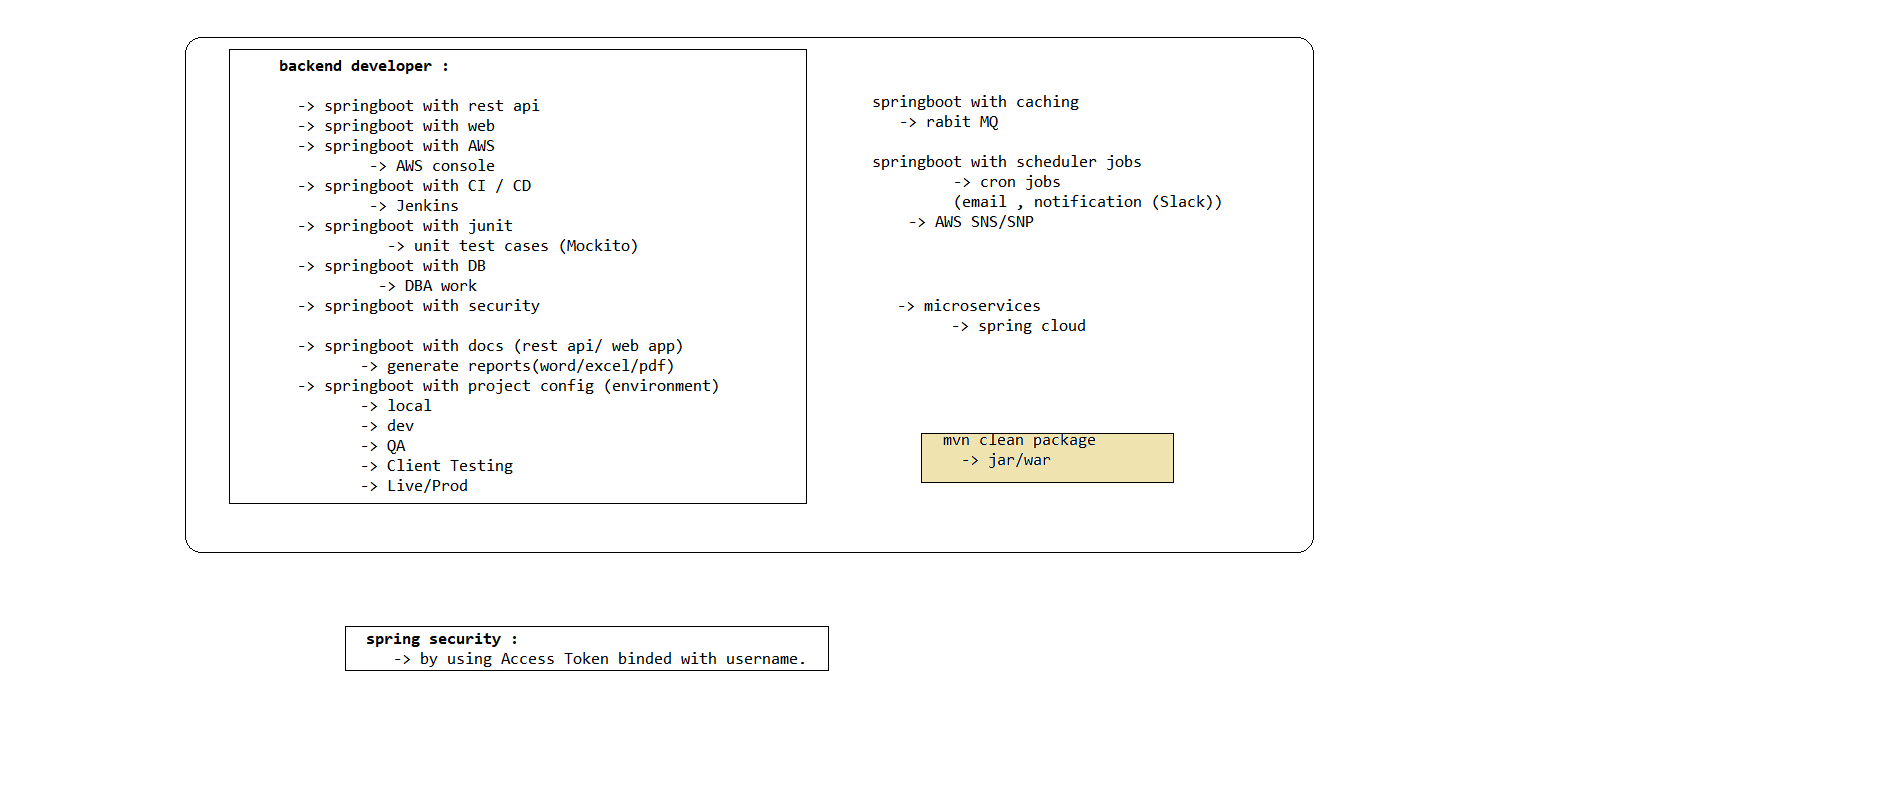 backend developer :
-> springboot with rest api
-> springboot with web
-> springboot with AWS
-> AWS console
-> springboot with CI / CD
-> Jenkins
-> springboot with junit
-> unit test cases (Mockito)
-> springboot with DB
-> DBA work
-> springboot with security
-> springboot with docs (rest api/ web app)
-> generate reports(word/excel/pdf)
-> springboot with project config (environment)
-> local
-> dev
-> QA
-> Client Testing
-> Live/Prod
springboot with caching
-> rabit MQ
springboot with scheduler jobs
-> cron jobs
(email , notification (Slack))
-> AWS SNS/SNP
-> microservices
-> spring cloud
mvn clean package
-> jar/war
spring security :
-> by using Access Token binded with username.